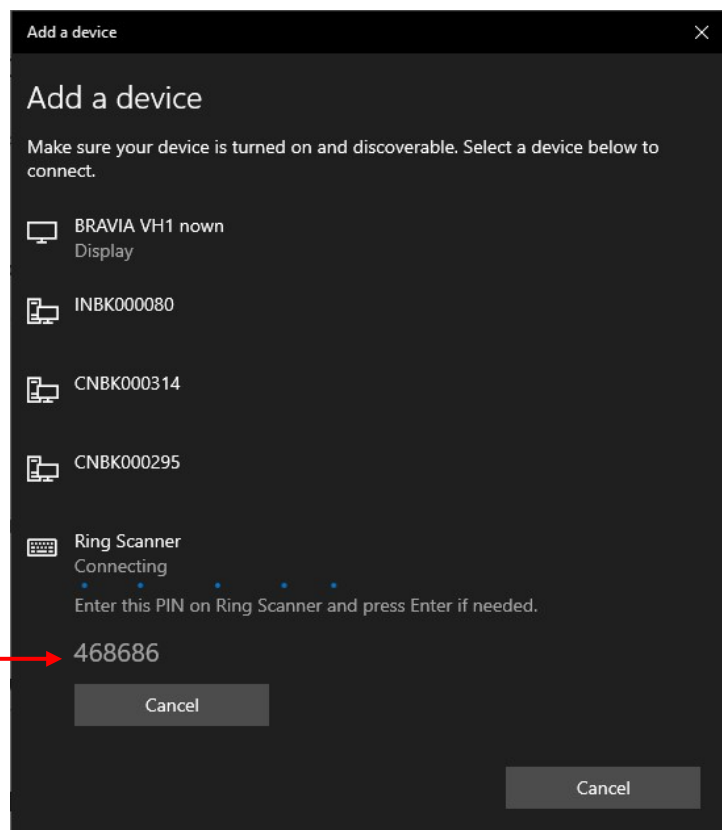 Add a device
Add a device
Make sure your device is turned on and discoverable. Select a device below to
connect.
BRAVIA VH1 nown
Display
INBK000080
CNBK000314
CNBK000295
Ring Scanner
Connecting
Enter this PIN on Ring Scanner and press Enter if needed.
468686
Cancel
Cancel